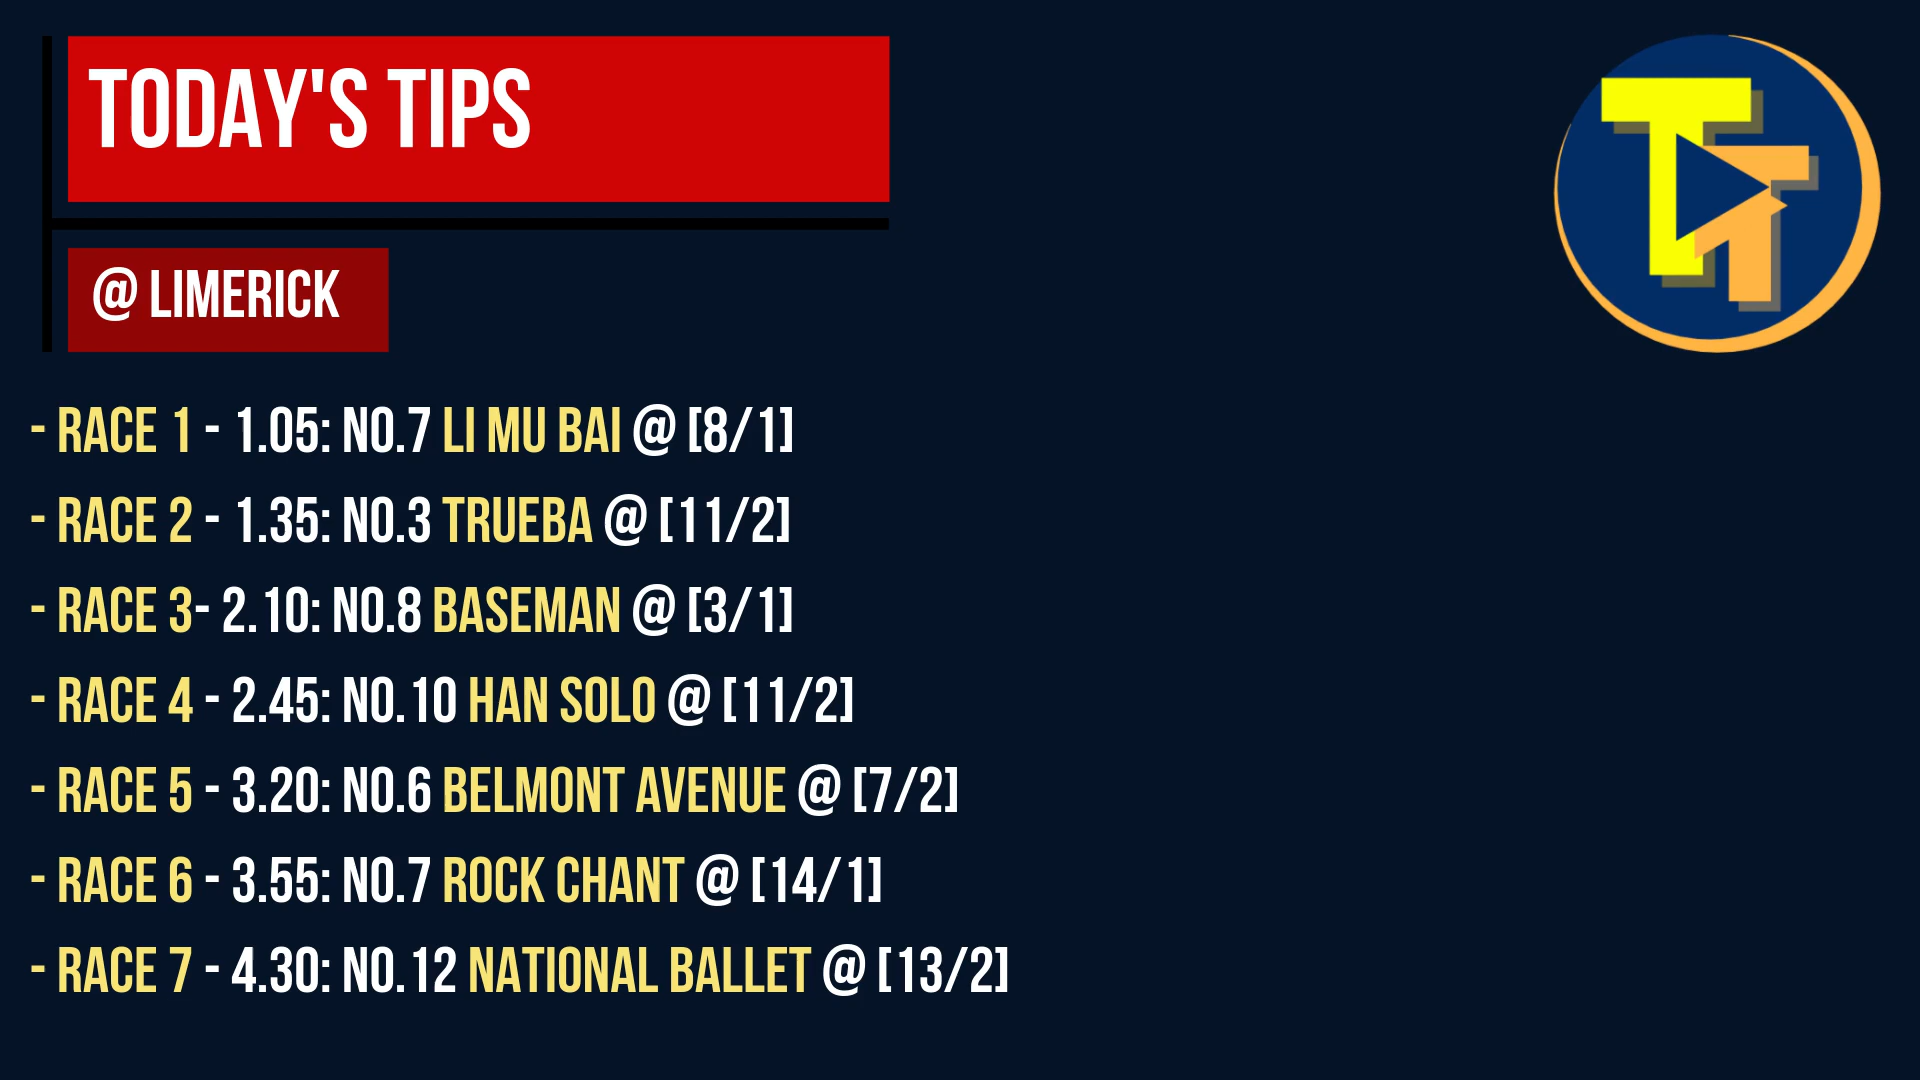 TODAY'S TIPS
@ LIMERICK
- RACE 1 - 1.05: NO.7 LI MU BAI @ [8/1]
- RACE 2 - 1.35: NO.3 TRUEBA @ [11/2]
- RACE 3- 2.10: NO.8 BASEMAN @ [3/1]
- RACE 4 - 2.45: NO.10 HAN SOLO @ [11/2]
- RACE 5 - 3.20: NO.6 BELMONT AVENUE @ [7/2]
- RACE 6 - 3.55: NO.7 ROCK CHANT @ [14/1]
- RACE 7 - 4.30: NO.12 NATIONAL BALLET @ [13/2]
TT